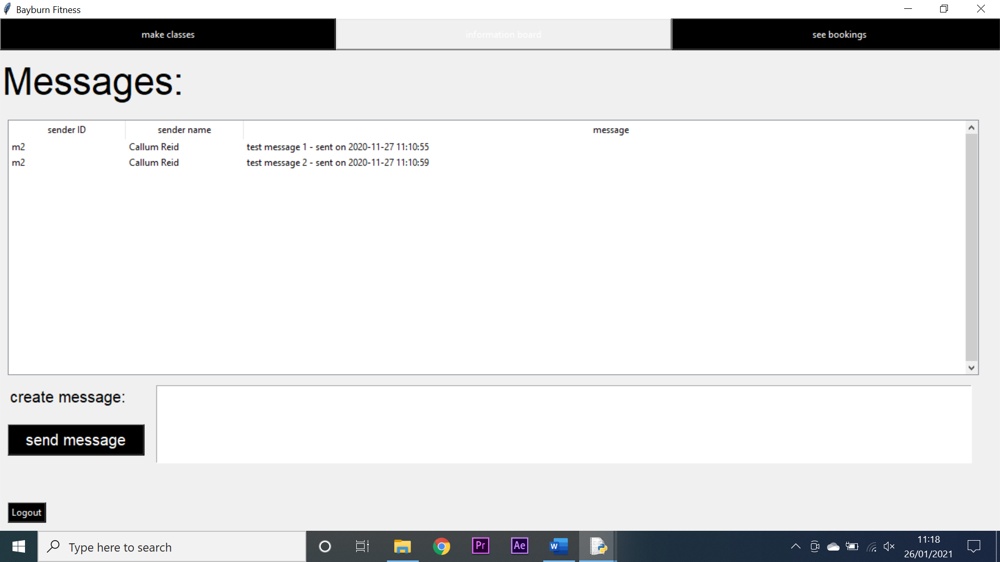 Bayburn Fitness
make classes information board see bookings
Messages:
sender ID sender name message
m2 Callum Reid test message 1 - sent on 2020-11-27 11:10:55
m2 Callum Reid test message 2 - sent on 2020-11-27 11:10:59
create message:
send message
Logout
Type here to search Pr Ae W 11:18
26/01/2021